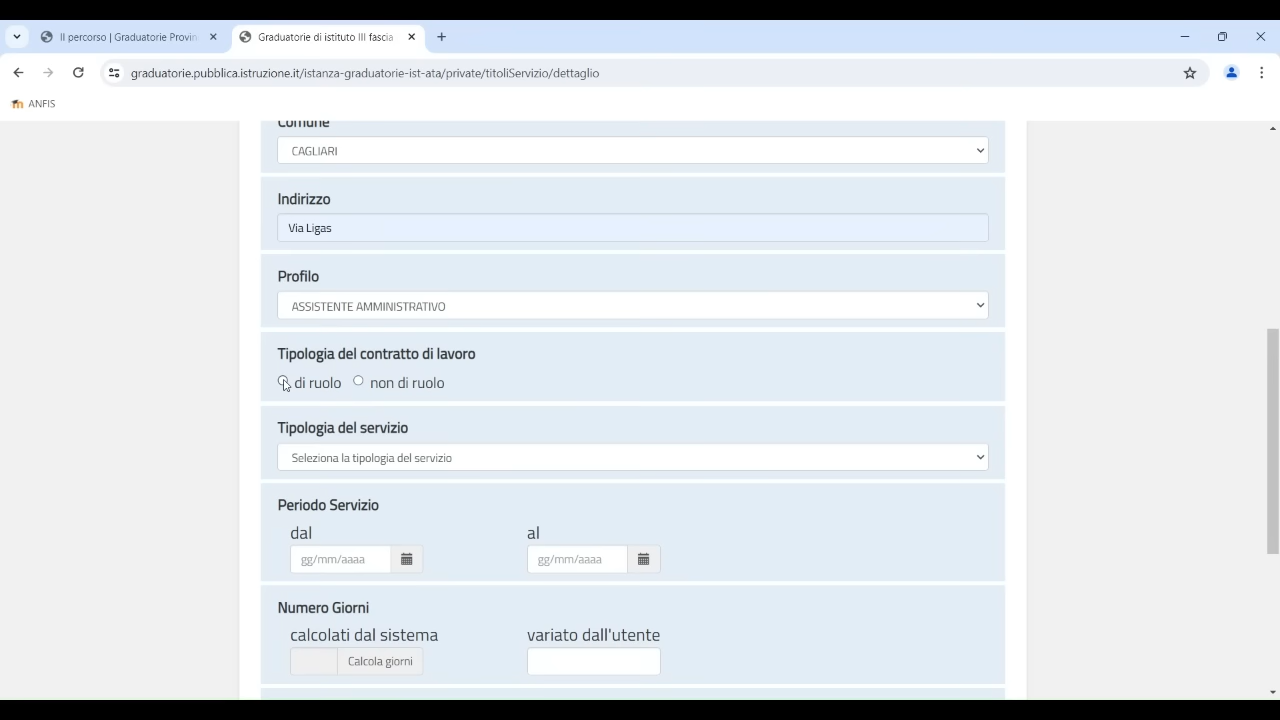 Il percorso | Graduatorie Provin
Graduatorie di istituto III fascia
graduatorie.pubblica.istruzione.it/istanza-graduatorie-ist-ata/private/titoliServizio/dettaglio
ANFIS
Comune
CAGLIARI
Indirizzo
Via Ligas
Profilo
ASSISTENTE AMMINISTRATIVO
Tipologia del contratto di lavoro
di ruolo non di ruolo
Tipologia del servizio
Seleziona la tipologia del servizio
Periodo Servizio
dal al
gg/mm/aaaa gg/mm/aaaa
Numero Giorni
calcolati dal sistema variato dall'utente
Calcola giorni